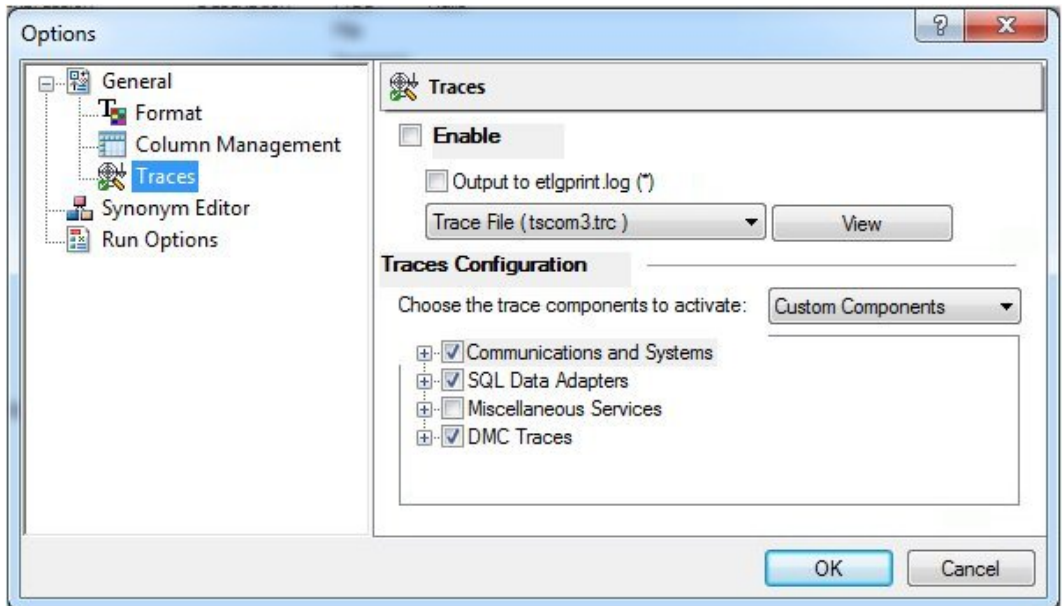 Options
General
Format
Column Management
Traces
Synonym Editor
Run Options
Traces
Enable
Output to etlgprint.log (*)
Trace File ( tscom3.trc )
View
Traces Configuration
Choose the trace components to activate:
Custom Components
Communications and Systems
SQL Data Adapters
Miscellaneous Services
DMC Traces
OK
Cancel